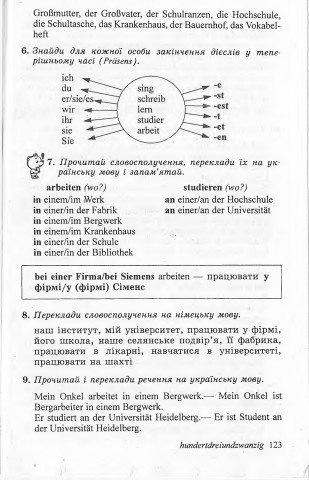 Großmutter, der Großvater, der Schulranzen, die Hochschule,
die Schultasche, das Krankenhaus, der Bauernhof, das Vokabel-
heft
6. Знайди для кожної особи закінчення дієслів у тепе-
рішньому часі (Präsens).
ich
du
er/sie/es
wir
ihr
sie
Sie
sing
schreib
lern
studier
arbeit
-e
-st
-est
-t
-et
-en
7. Прочитай словосполучення, переклади їх на ук-
раїнську мову і запам'ятай.
arbeiten (wo?)
in einem/im Werk
in einer/in der Fabrik
in einem/im Bergwerk
in einem/im Krankenhaus
in einer/in der Schule
in einer/in der Bibliothek
studieren (wo?)
an einer/an der Hochschule
an einer/an der Universität
bei einer Firma/bei Siemens arbeiten — працювати у
фірмі/у (фірмі) Сіменс
8. Переклади словосполучення на німецьку мову.
наш інститут, мій університет, працювати у фірмі,
його школа, наше селянське подвір'я, її фабрика,
працювати в лікарні, навчатися в університеті,
працювати на шахті
9. Прочитай і переклади речення на українську мову.
Mein Onkel arbeitet in einem Bergwerk.— Mein Onkel ist
Bergarbeiter in einem Bergwerk.
Er studiert an der Universität Heidelberg.— Er ist Student an
der Universität Heidelberg.
hundertdreiundzwanzig 123